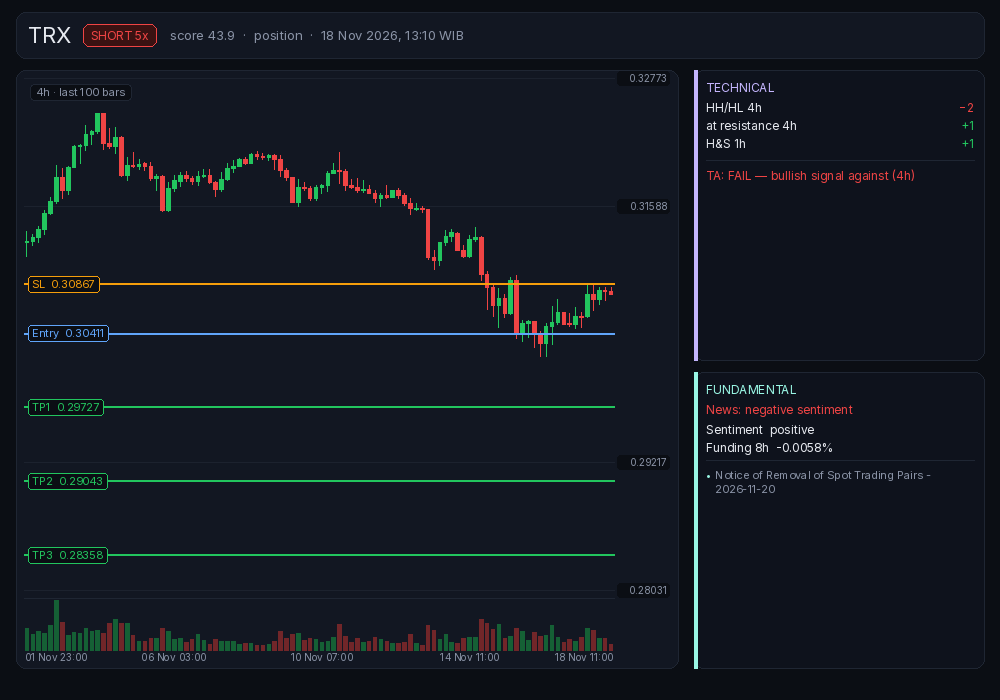 TRX SHORT 5x score 43.9 · position · 18 Nov 2026, 13:10 WIB
4h · last 100 bars
0.32773
0.31588
SL 0.30867
Entry 0.30411
TP1 0.29727
0.29217
TP2 0.29043
TP3 0.28358
0.28031
01 Nov 23:00 06 Nov 03:00 10 Nov 07:00 14 Nov 11:00 18 Nov 11:00
TECHNICAL
HH/HL 4h −2
at resistance 4h +1
H&S 1h +1
TA: FAIL — bullish signal against (4h)
FUNDAMENTAL
News: negative sentiment
Sentiment positive
Funding 8h -0.0058%
• Notice of Removal of Spot Trading Pairs -
2026-11-20